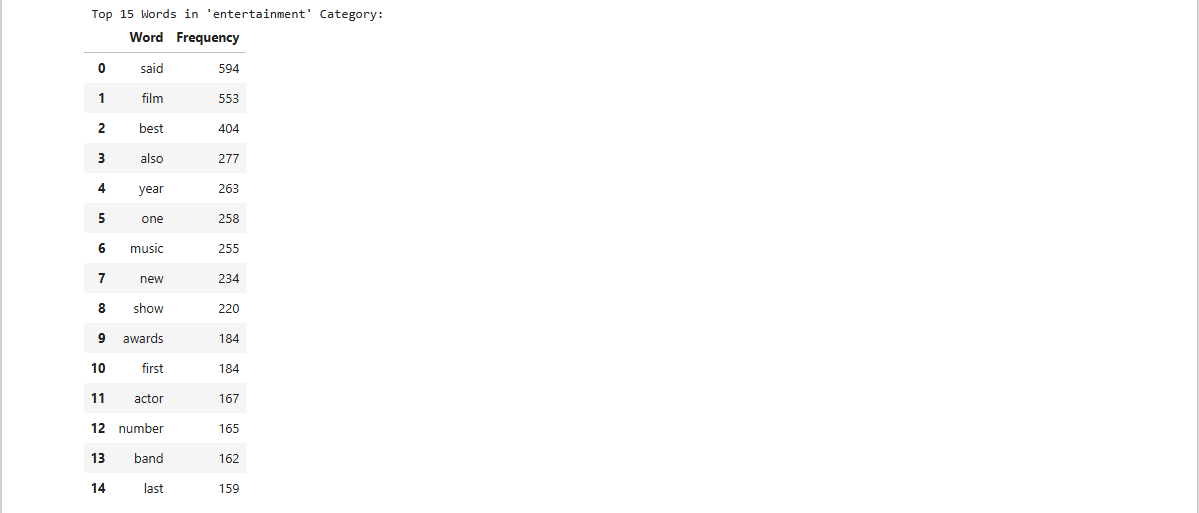 Top 15 Words in 'entertainment' Category:
Word Frequency
0 said 594
1 film 553
2 best 404
3 also 277
4 year 263
5 one 258
6 music 255
7 new 234
8 show 220
9 awards 184
10 first 184
11 actor 167
12 number 165
13 band 162
14 last 159